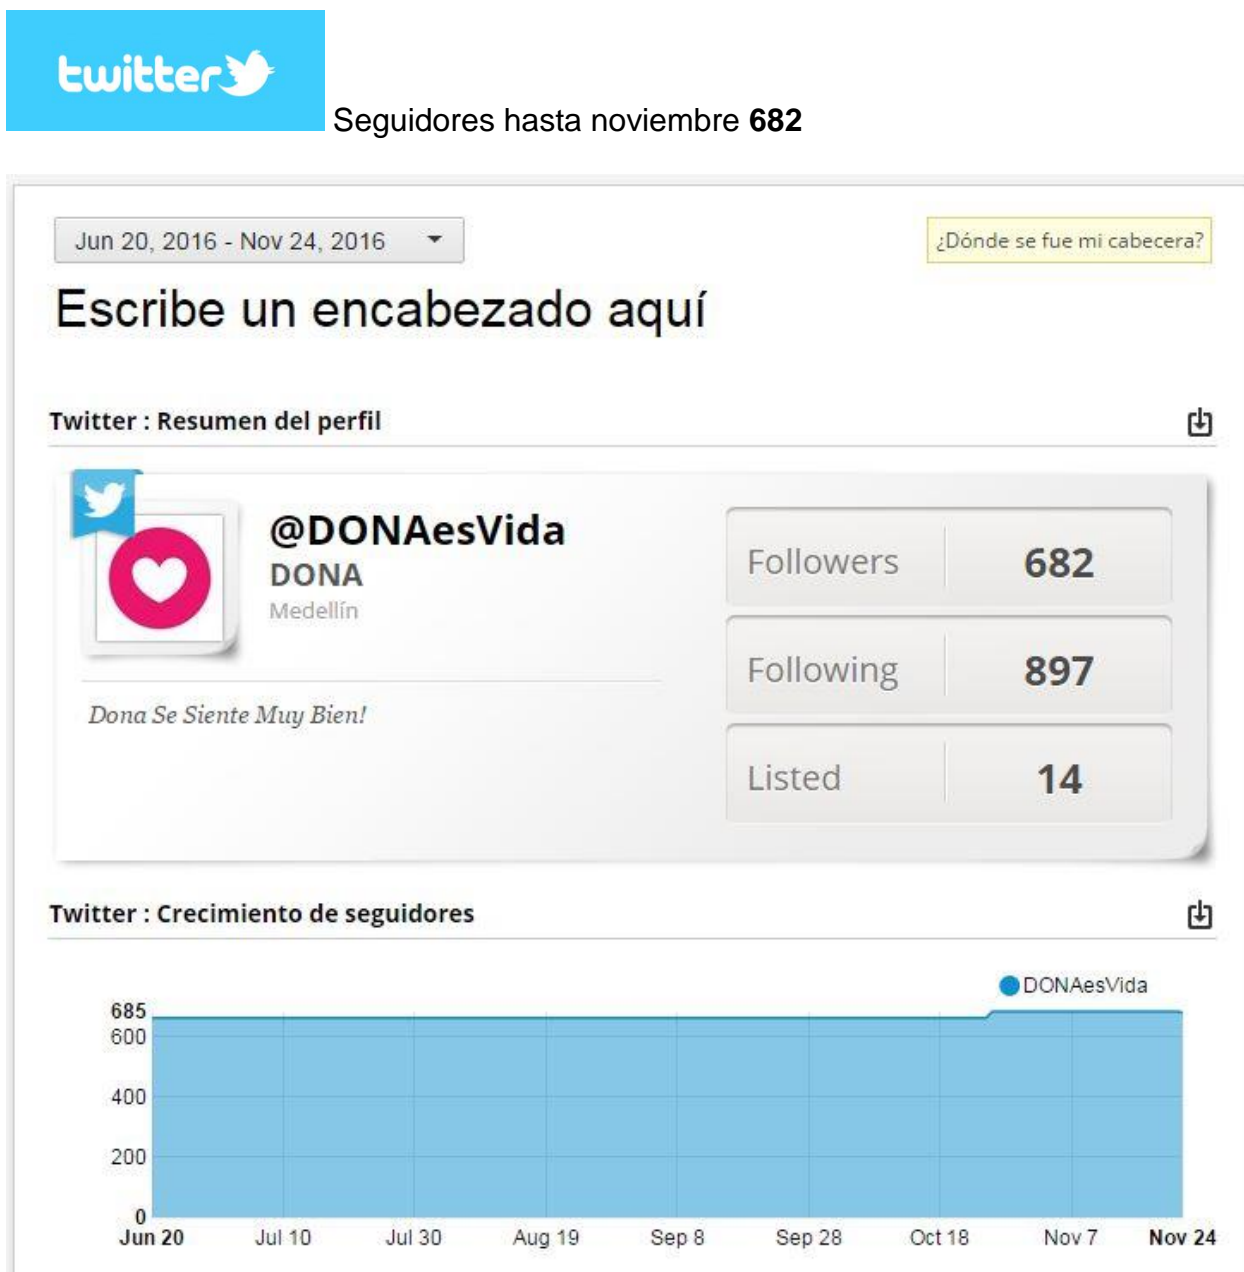 twitter
Seguidores hasta noviembre 682
Jun 20, 2016 - Nov 24, 2016
¿Dónde se fue mi cabecera?
Escribe un encabezado aquí
Twitter : Resumen del perfil
@DONAesVida
DONA
Medellín
Dona Se Siente Muy Bien!
Followers 682
Following 897
Listed 14
Twitter : Crecimiento de seguidores
DONAesVida
685
600
400
200
0
Jun 20 Jul 10 Jul 30 Aug 19 Sep 8 Sep 28 Oct 18 Nov 7 Nov 24